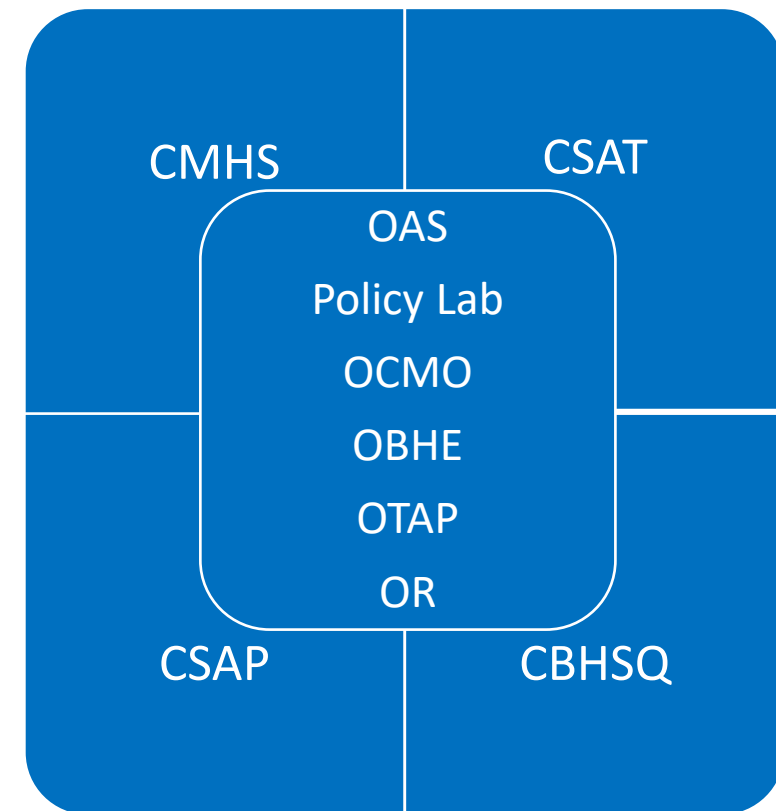 CMHS
CSAT
OAS
Policy Lab
OCMO
OBHE
OTAP
OR
CSAP
CBHSQ